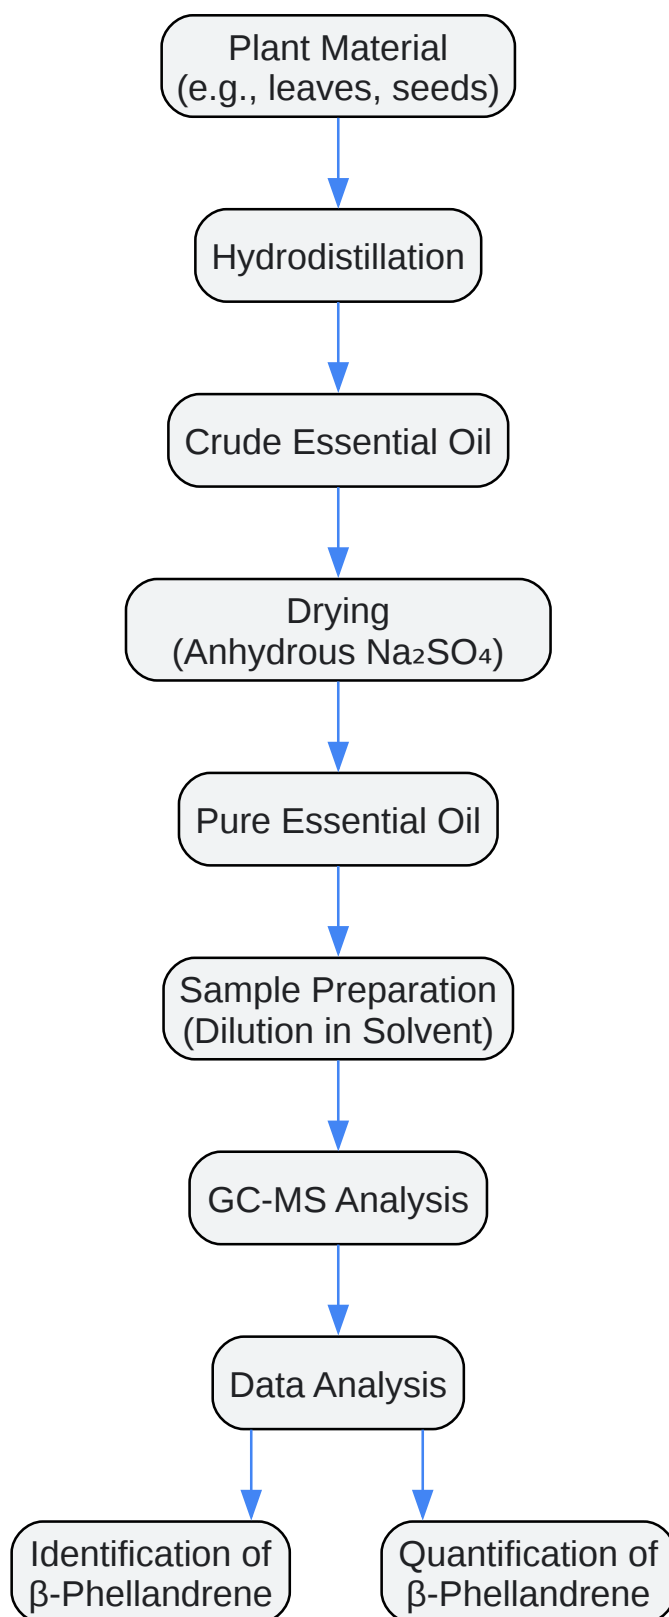 Plant Material
(e.g., leaves, seeds)
Hydrodistillation
Crude Essential Oil
Drying
(Anhydrous Na₂SO₄)
Pure Essential Oil
Sample Preparation
(Dilution in Solvent)
GC-MS Analysis
Data Analysis
Identification of
β-Phellandrene
Quantification of
β-Phellandrene